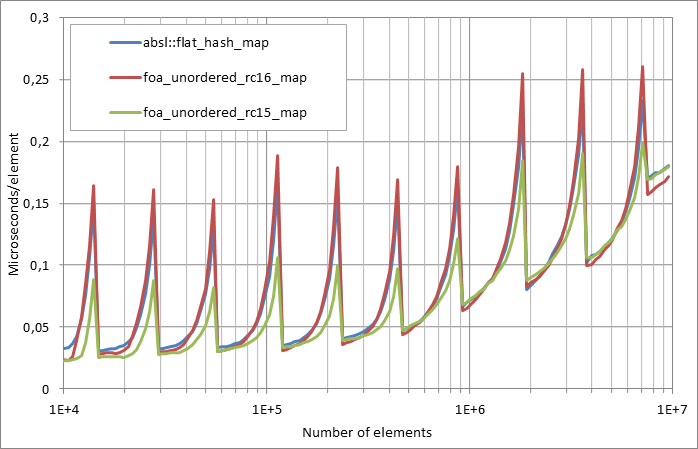 0,3
0,25
0,2
0,15
0,1
0,05
0
Microseconds/element
absl::flat_hash_map
foa_unordered_rc16_map
foa_unordered_rc15_map
1E+4 1E+5 1E+6 1E+7
Number of elements